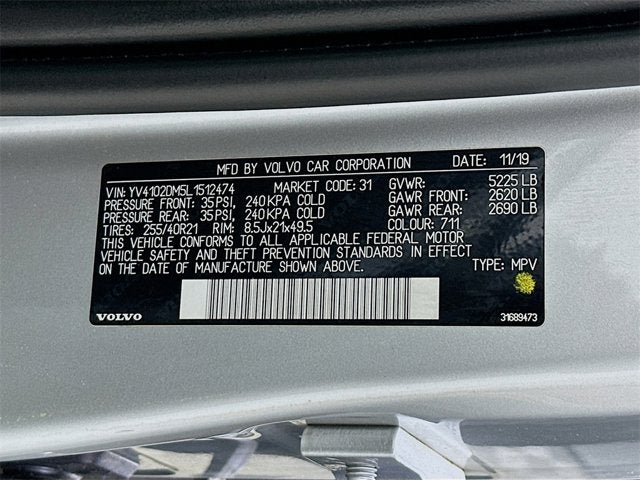 MFD BY VOLVO CAR CORPORATION DATE: 11/19
VIN: YV4102DM5L1512474 MARKET CODE: 31 GVWR: 5225 LB
PRESSURE FRONT: 35 PSI, 240 KPA COLD GAWR FRONT: 2620 LB
PRESSURE REAR: 35 PSI, 240 KPA COLD GAWR REAR: 2690 LB
TIRES: 255/40R21 RIM: 8.5Jx21x49.5 COLOUR: 711
THIS VEHICLE CONFORMS TO ALL APPLICABLE FEDERAL MOTOR
VEHICLE SAFETY AND THEFT PREVENTION STANDARDS IN EFFECT
ON THE DATE OF MANUFACTURE SHOWN ABOVE. TYPE: MPV
VOLVO 31689473